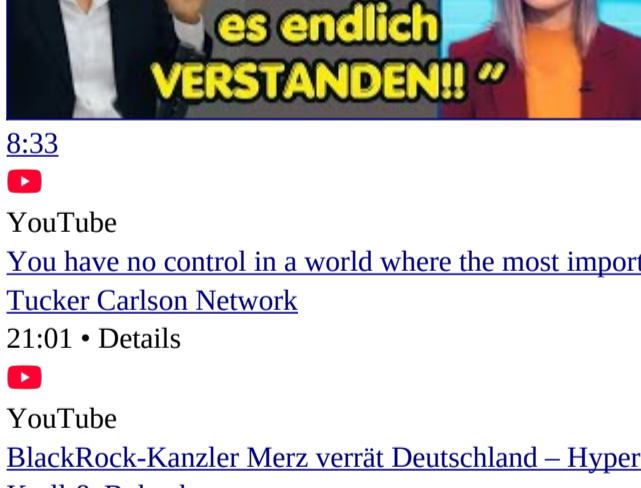 es endlich
VERSTANDEN!! "
8:33
YouTube
You have no control in a world where the most import
Tucker Carlson Network
21:01 • Details
YouTube
BlackRock-Kanzler Merz verrät Deutschland – Hyper